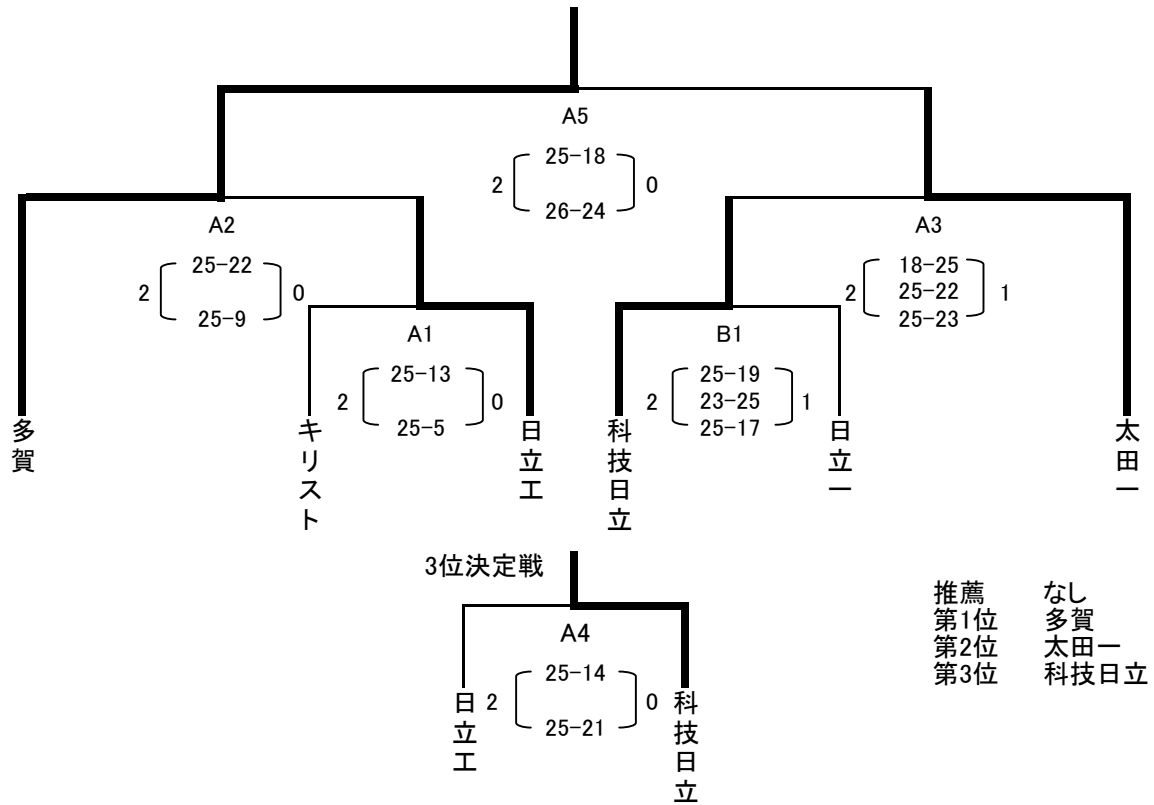 A5
25-18
2 0
26-24
A2
25-22
2 0
25-9
A3
18-25
2 25-22 1
25-23
A1
25-13
2 0
25-5
B1
25-19
2 23-25 1
25-17
多賀
キリスト
日立工
科技日立
日立一
太田一
3位決定戦
A4
25-14
2 0
25-21
日立工
科技日立
推薦 なし
第1位 多賀
第2位 太田一
第3位 科技日立